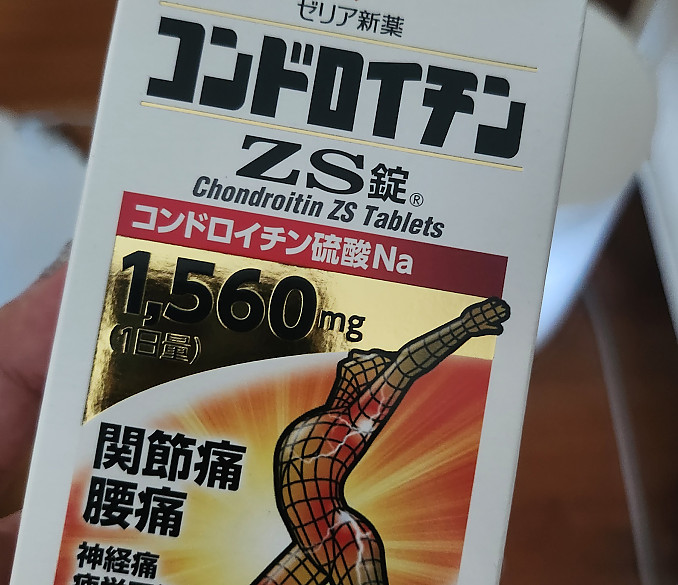 ゼリア新薬
コンドロイチン
ZS錠®
Chondroitin ZS Tablets
コンドロイチン硫酸Na
1,560mg
(1日量)
関節痛
腰痛
神経痛